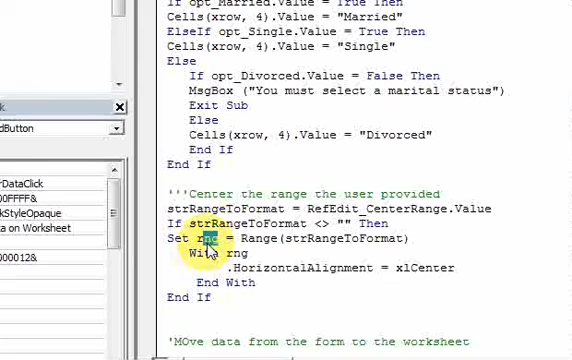 If opt_Married.Value = True Then
Cells(xrow, 4).Value = "Married"
ElseIf opt_Single.Value = True Then
Cells(xrow, 4).Value = "Single"
Else
If opt_Divorced.Value = False Then
MsgBox ("You must select a marital status")
Exit Sub
Else
Cells(xrow, 4).Value = "Divorced"
End If
End If
'''Center the range the user provided
strRangeToFormat = RefEdit_CenterRange.Value
If strRangeToFormat <> "" Then
Set rng = Range(strRangeToFormat)
With rng
.HorizontalAlignment = xlCenter
End With
End If
'MOve data from the form to the worksheet
k.
dButton
rDataClick
0FFFF&
kStyleOpaque
a on Worksheet
000012&